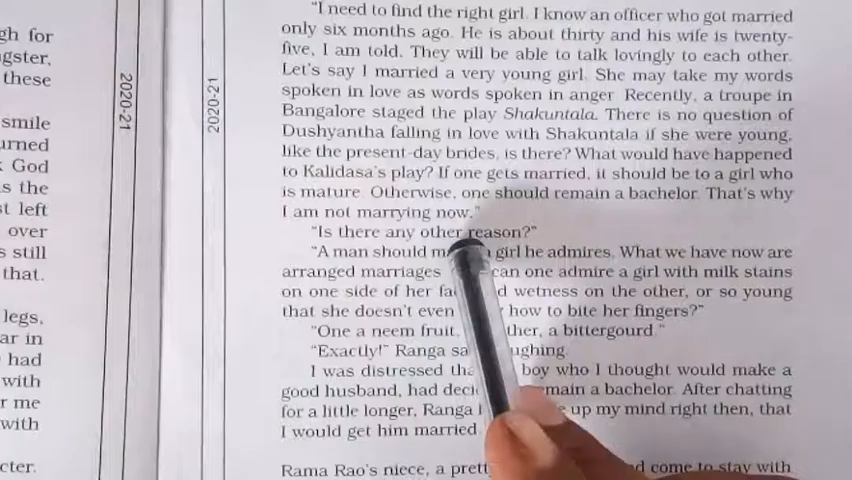 gh for
gster,
these
smile
urned
God
s the
t left
over
s still
that.
legs,
ar in
had
with
r me
with
cter.
2020-21
2020-21
"I need to find the right girl. I know an officer who got married
only six months ago. He is about thirty and his wife is twenty-
five, I am told. They will be able to talk lovingly to each other.
Let's say I married a very young girl. She may take my words
spoken in love as words spoken in anger. Recently, a troupe in
Bangalore staged the play Shakuntala. There is no question of
Dushyantha falling in love with Shakuntala if she were young,
like the present-day brides, is there? What would have happened
to Kalidasa's play? If one gets married, it should be to a girl who
is mature. Otherwise, one should remain a bachelor. That's why
I am not marrying now."
"Is there any other reason?"
"A man should m girl he admires. What we have now are
arranged marriages can one admire a girl with milk stains
on one side of her fa d wetness on the other, or so young
that she doesn't even how to bite her fingers?"
"One a neem fruit, ther, a bittergourd."
"Exactly!" Ranga sa ughing.
I was distressed tha boy who I thought would make a
good husband, had deci main a bachelor. After chatting
for a little longer, Ranga e up my mind right then, that
I would get him married
Rama Rao's niece, a prett d come to stay with